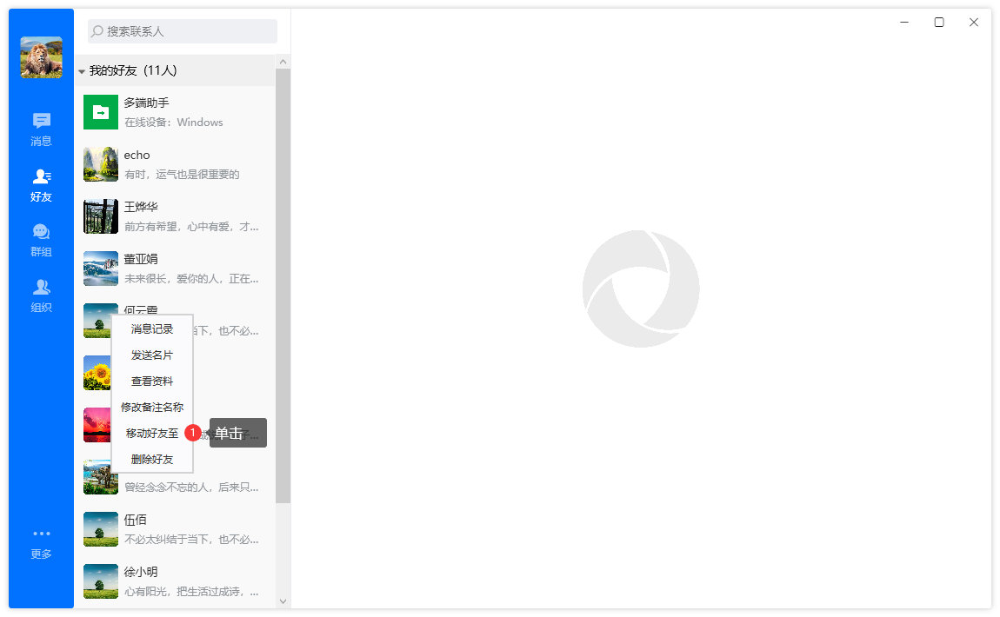 搜索联系人
我的好友（11人）
多端助手
在线设备：Windows
echo
有时，运气也是很重要的
王烨华
前方有希望，心中有爱，才...
董亚娟
未来很长，爱你的人，正在...
何云霞
当下，也不必...
消息记录
发送名片
查看资料
修改备注名称
移动好友至
1
单击
删除好友
曾经念念不忘的人，后来只...
伍佰
不必太纠结于当下，也不必...
徐小明
心有阳光，把生活过成诗，...
消息
好友
群组
组织
更多